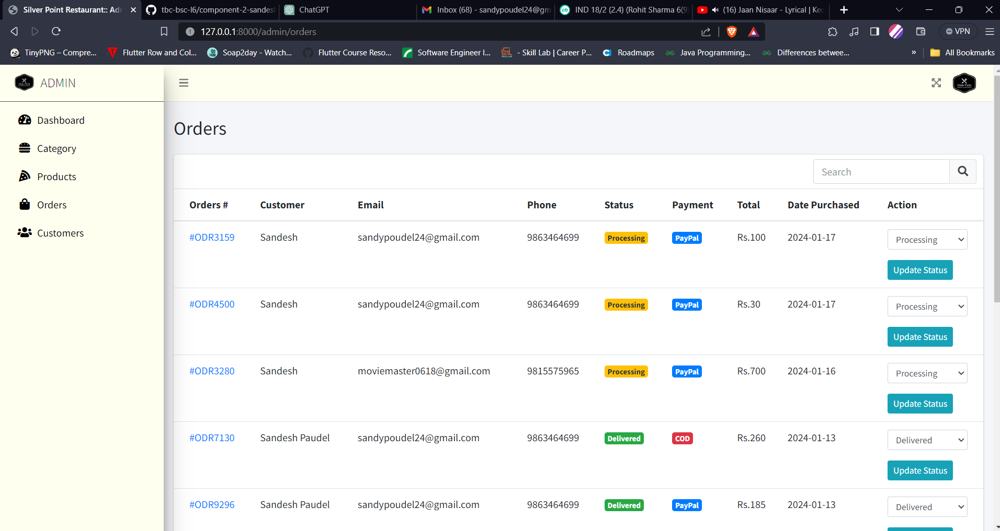 Silver Point Restaurant:: Adr
tbc-bsc-l6/component-2-sandesh
ChatGPT
Inbox (68) - sandypoudel24@gm
IND 18/2 (2.4) (Rohit Sharma 6(9)
(16) Jaan Nisaar - Lyrical | Ked
127.0.0.1:8000/admin/orders
VPN
TinyPNG – Compre...
Flutter Row and Col...
Soap2day - Watch...
Flutter Course Reso...
Software Engineer I...
- Skill Lab | Career P...
Roadmaps
Java Programming...
Differences betwee...
»
All Bookmarks
ADMIN
Dashboard
Category
Products
Orders
Customers
Orders
Search
Orders # Customer Email Phone Status Payment Total Date Purchased Action
#ODR3159 Sandesh sandypoudel24@gmail.com 9863464699 Processing PayPal Rs.100 2024-01-17 Processing
Update Status
#ODR4500 Sandesh sandypoudel24@gmail.com 9863464699 Processing PayPal Rs.30 2024-01-17 Processing
Update Status
#ODR3280 Sandesh moviemaster0618@gmail.com 9815575965 Processing PayPal Rs.700 2024-01-16 Processing
Update Status
#ODR7130 Sandesh Paudel sandypoudel24@gmail.com 9863464699 Delivered COD Rs.260 2024-01-13 Delivered
Update Status
#ODR9296 Sandesh Paudel sandypoudel24@gmail.com 9863464699 Delivered PayPal Rs.185 2024-01-13 Delivered